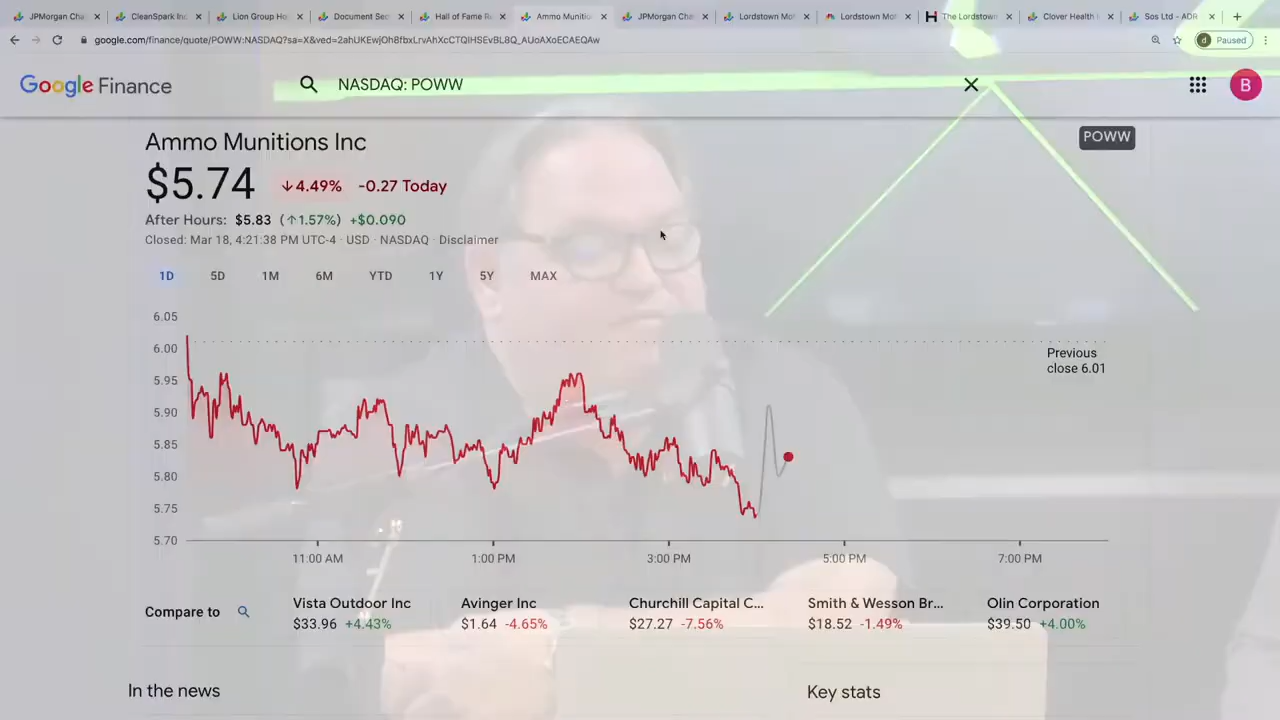 JPMorgan Cha
CleanSpark Inc
Lion Group Ho
Document Sec
Hall of Fame R
Ammo Munitio
JPMorgan Cha
Lordstown Mot
Lordstown Mot
The Lordstown
Clover Health I
Sos Ltd - ADR
google.com/finance/quote/POWW:NASDAQ?sa=X&ved=2ahUKEwjOh8fbxLrvAhXcCTQIHSEvBL8Q_AUoAXoECAEQAw
d Paused
Google Finance
NASDAQ: POWW
B
Ammo Munitions Inc
POWW
$5.74 ↓4.49% -0.27 Today
After Hours: $5.83 (↑1.57%) +$0.090
Closed: Mar 18, 4:21:38 PM UTC-4 · USD · NASDAQ · Disclaimer
1D 5D 1M 6M YTD 1Y 5Y MAX
6.05
6.00
5.95
5.90
5.85
5.80
5.75
5.70
Previous
close 6.01
11:00 AM 1:00 PM 3:00 PM 5:00 PM 7:00 PM
Compare to
Vista Outdoor Inc
$33.96 +4.43%
Avinger Inc
$1.64 -4.65%
Churchill Capital C...
$27.27 -7.56%
Smith & Wesson Br...
$18.52 -1.49%
Olin Corporation
$39.50 +4.00%
In the news
Key stats